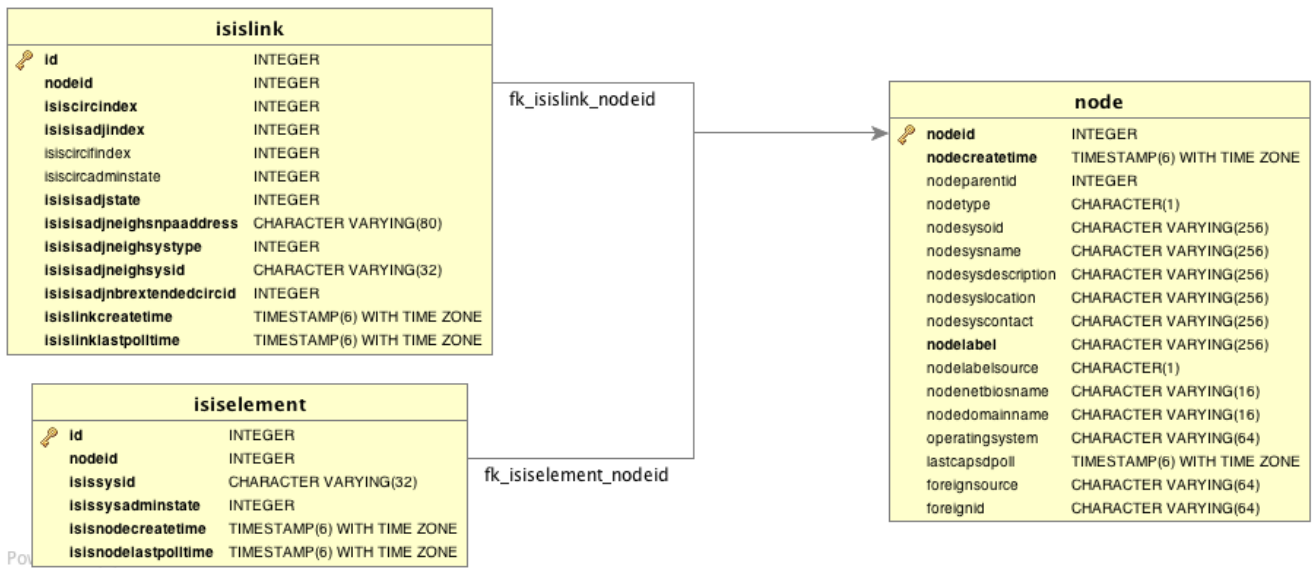 isislink
id INTEGER
nodeid INTEGER
isiscircindex INTEGER
isisisadjindex INTEGER
isiscircifindex INTEGER
isiscircadminstate INTEGER
isisisadjstate INTEGER
isisisadjneighsnpaaddress CHARACTER VARYING(80)
isisisadjneighsystype INTEGER
isisisadjneighsysid CHARACTER VARYING(32)
isisisadjnbrextendedcircid INTEGER
isislinkcreatetime TIMESTAMP(6) WITH TIME ZONE
isislinklastpolltime TIMESTAMP(6) WITH TIME ZONE
fk_isislink_nodeid
isiselement
id INTEGER
nodeid INTEGER
isissysid CHARACTER VARYING(32)
isissysadminstate INTEGER
isisnodecreatetime TIMESTAMP(6) WITH TIME ZONE
isisnodelastpolltime TIMESTAMP(6) WITH TIME ZONE
fk_isiselement_nodeid
node
nodeid INTEGER
nodecreatetime TIMESTAMP(6) WITH TIME ZONE
nodeparentid INTEGER
nodetype CHARACTER(1)
nodesysoid CHARACTER VARYING(256)
nodesysname CHARACTER VARYING(256)
nodesysdescription CHARACTER VARYING(256)
nodesyslocation CHARACTER VARYING(256)
nodesyscontact CHARACTER VARYING(256)
nodelabel CHARACTER VARYING(256)
nodelabelsource CHARACTER(1)
nodenetbiosname CHARACTER VARYING(16)
nodedomainname CHARACTER VARYING(16)
operatingsystem CHARACTER VARYING(64)
lastcapsdpoll TIMESTAMP(6) WITH TIME ZONE
foreignsource CHARACTER VARYING(64)
foreignid CHARACTER VARYING(64)